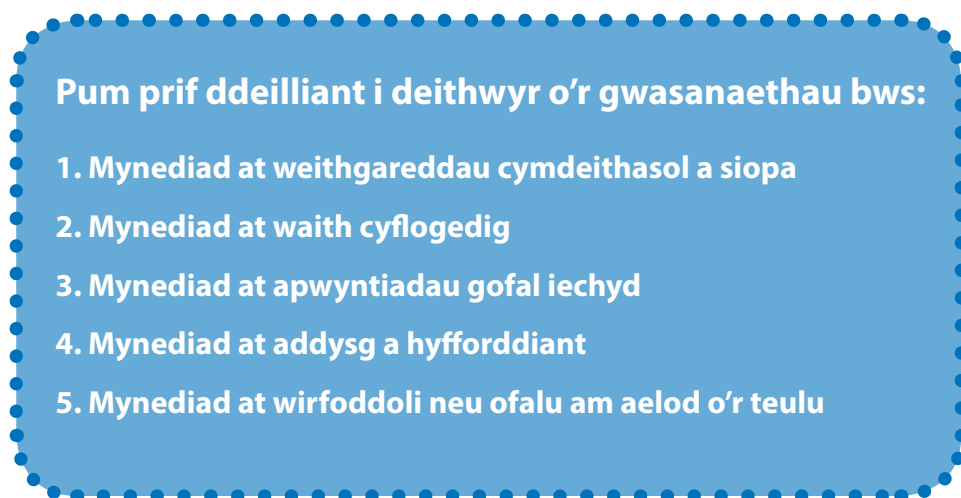 Pum prif ddeilliant i deithwyr o’r gwasanaethau bws:
1. Mynediad at weithgareddau cymdeithasol a siopa
2. Mynediad at waith cyflogedig
3. Mynediad at apwyntiadau gofal iechyd
4. Mynediad at addysg a hyfforddiant
5. Mynediad at wirfoddoli neu ofalu am aelod o’r teulu